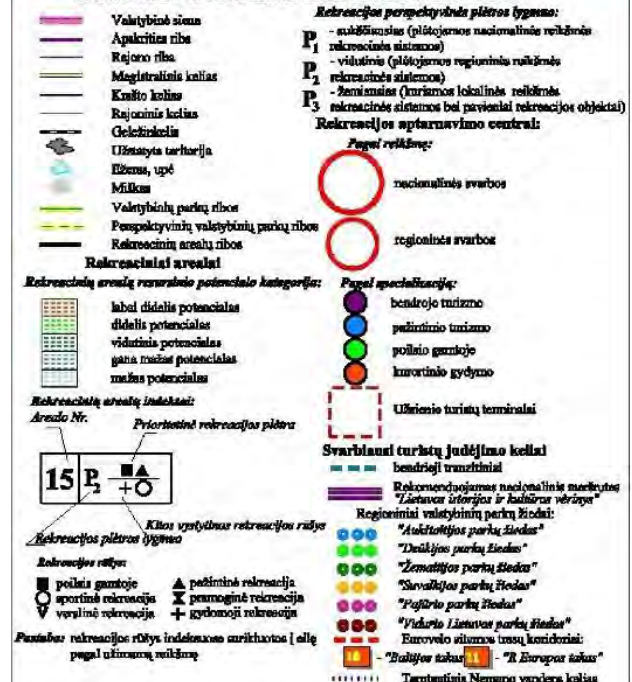 Valstybinė siena
Apskrities riba
Rajono riba
Magistralinis kelias
Krašto kelias
Rajoninis kelias
Geležinkelis
Užstatyta teritorija
Ežeras, upė
Miškas
Valstybinių parkų ribos
Perspektyvinių valstybinių parkų ribos
Rekreacinių arealų ribos
Rekreaciniai arealai
Rekreacinių arealų resursinio potencialo kategorija:
labai didelis potencialas
didelis potencialas
vidutinis potencialas
gana mažas potencialas
mažas potencialas
Rekreacinių arealų indeksai:
Arealo Nr.
Prioritetinė rekreacijos plėtra
15 P2
Kitos vystytinos rekreacijos rūšys
Rekreacijos plėtros lygmuo
Rekreacijos rūšys:
poilsis gamtoje
pažintinė rekreacija
sportinė rekreacija
pramoginė rekreacija
verslinė rekreacija
gydomoji rekreacija
Pastaba: rekreacijos rūšys indeksuose surikiuotos į eilę
pagal užimamą reikšmę
Rekreacijos perspektyvinės plėtros lygmuo:
P1 - aukščiausias (plėtojamos nacionalinės reikšmės
rekreacinės sistemos)
P2 - vidutinis (plėtojamos regioninės reikšmės
rekreacinės sistemos)
P3 - žemiausias (kuriamos lokalinės reikšmės
rekreacinės sistemos bei pavieniai rekreacijos objektai)
Rekreacijos aptarnavimo centrai:
Pagal reikšmę:
nacionalinės svarbos
regioninės svarbos
Pagal specializaciją:
bendrojo turizmo
pažintinio turizmo
poilsio gamtoje
kurortinio gydymo
Užsienio turistų terminalai
Svarbiausi turistų judėjimo keliai
bendrieji tranzitiniai
Rekomenduojamas nacionalinis maršrutas
"Lietuvos istorijos ir kultūros vėrinys"
Regioniniai valstybinių parkų žiedai:
"Aukštaitijos parkų žiedas"
"Dzūkijos parkų žiedas"
"Žemaitijos parkų žiedas"
"Suvalkijos parkų žiedas"
"Pajūrio parkų žiedas"
"Vidurio Lietuvos parkų žiedas"
Eurovelo sitemos trasų koridoriai:
10 - "Baltijos takas" 11 - "R Europos takas"
Tarptautinis Nemuno vandens kelias